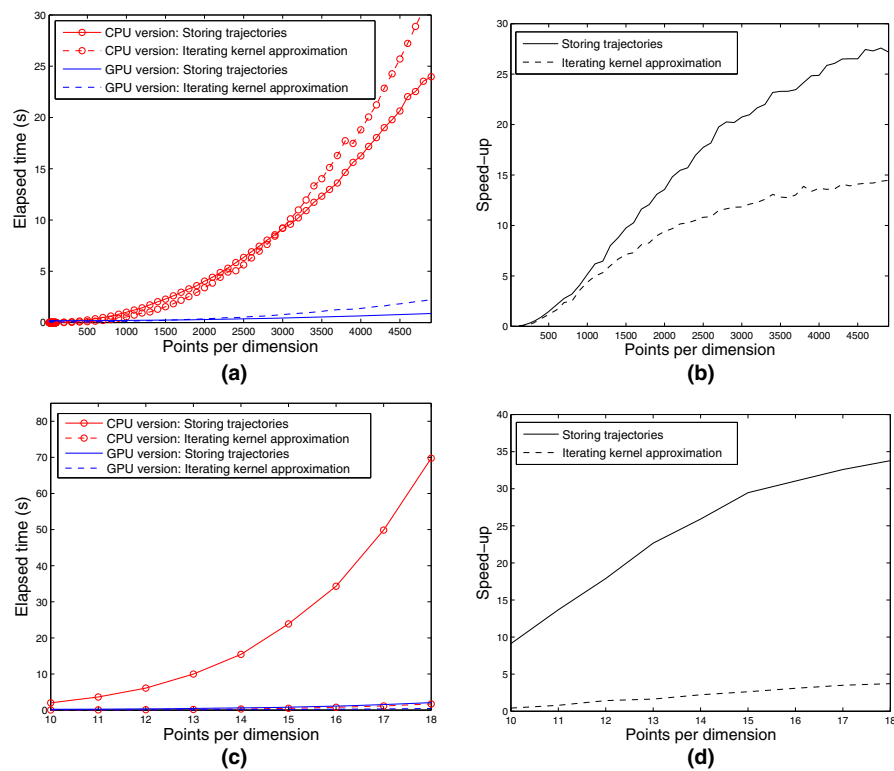 CPU version: Storing trajectories
CPU version: Iterating kernel approximation
GPU version: Storing trajectories
GPU version: Iterating kernel approximation
Elapsed time (s)
30
25
20
15
10
5
0
500 1000 1500 2000 2500 3000 3500 4000 4500
Points per dimension
(a)
Storing trajectories
Iterating kernel approximation
Speed-up
30
25
20
15
10
5
0
500 1000 1500 2000 2500 3000 3500 4000 4500
Points per dimension
(b)
CPU version: Storing trajectories
CPU version: Iterating kernel approximation
GPU version: Storing trajectories
GPU version: Iterating kernel approximation
Elapsed time (s)
80
70
60
50
40
30
20
10
0
10 11 12 13 14 15 16 17 18
Points per dimension
(c)
Storing trajectories
Iterating kernel approximation
Speed-up
40
35
30
25
20
15
10
5
0
10 11 12 13 14 15 16 17 18
Points per dimension
(d)